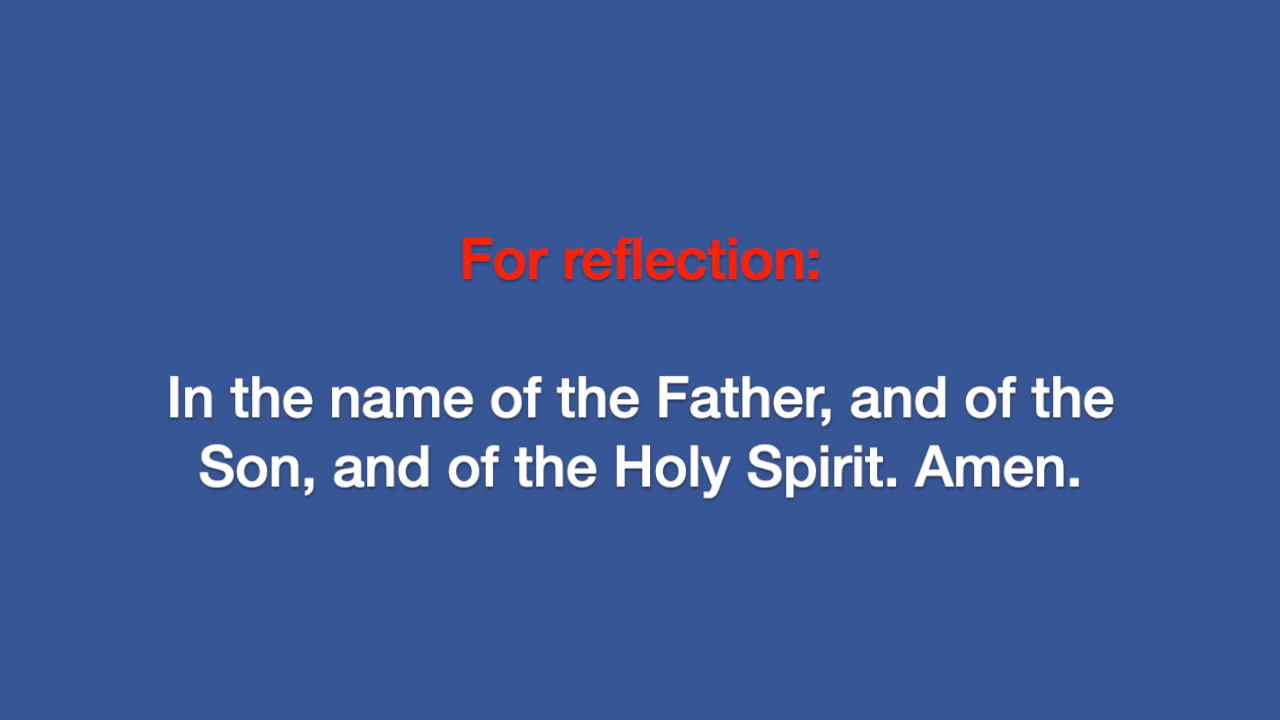 For reflection:
In the name of the Father, and of the
Son, and of the Holy Spirit. Amen.